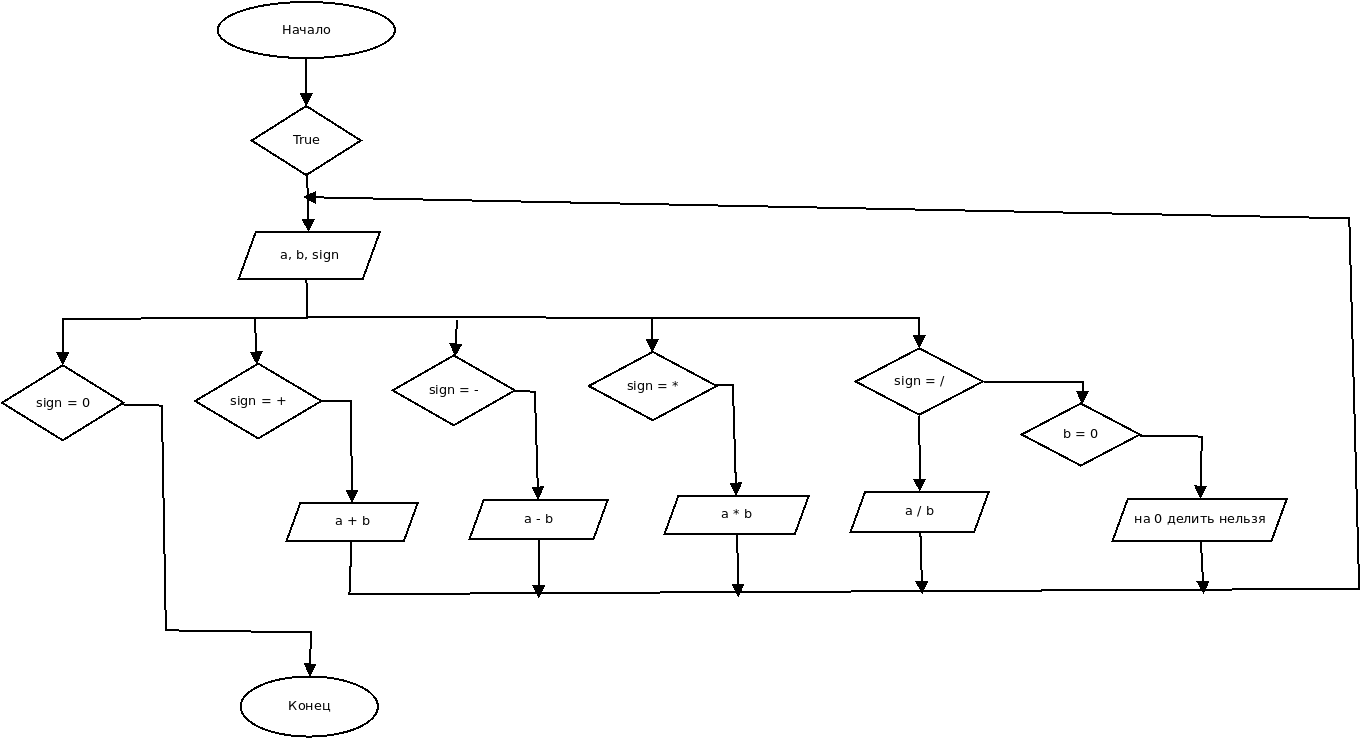 Начало
True
a, b, sign
sign = 0
sign = +
sign = -
sign = *
sign = /
b = 0
a + b
a - b
a * b
a / b
на 0 делить нельзя
Конец